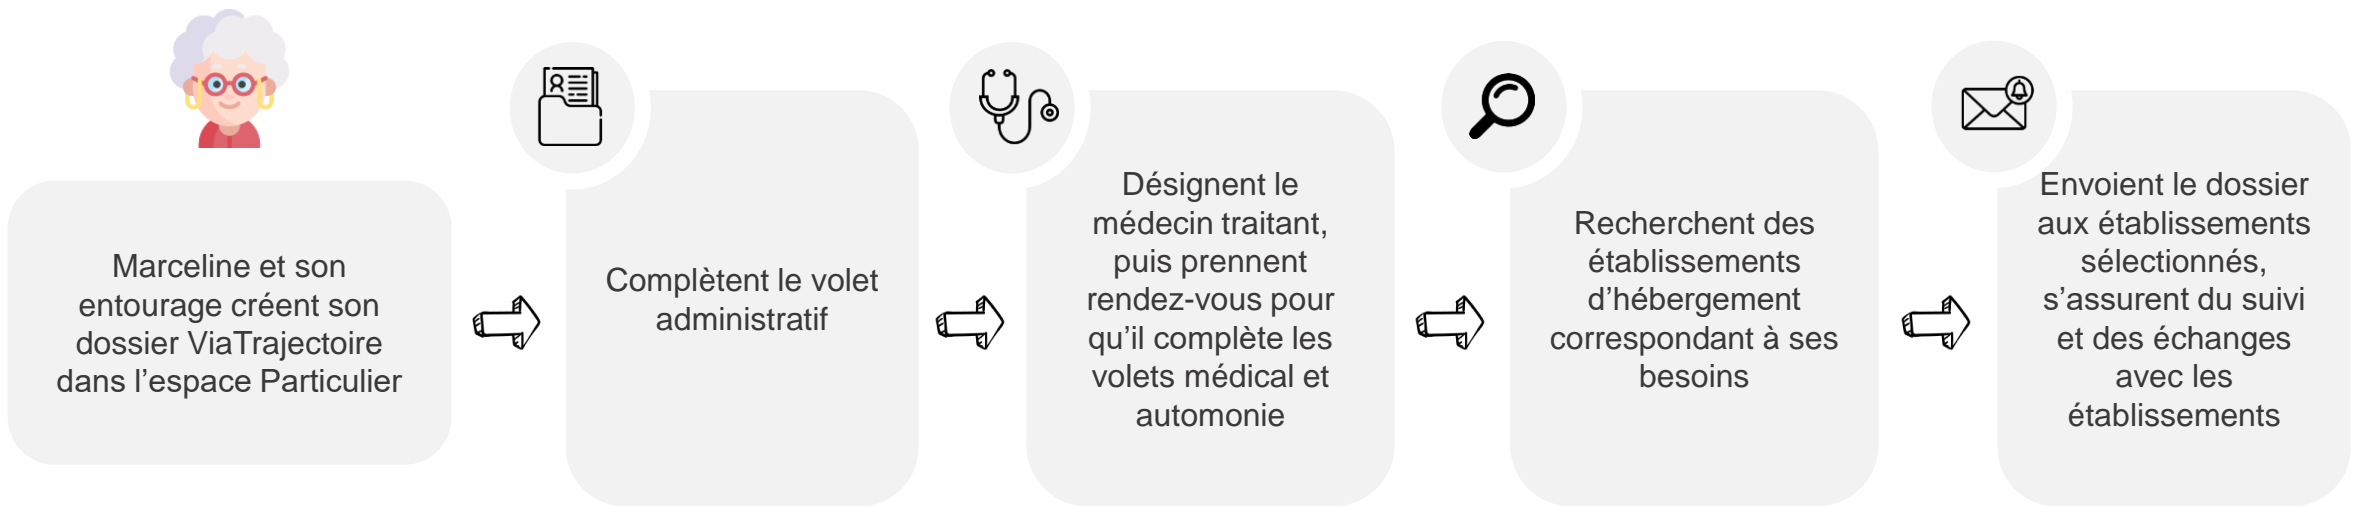 Marceline et son
entourage créent son
dossier ViaTrajectoire
dans l’espace Particulier
Complètent le volet
administratif
Désignent le
médecin traitant,
puis prennent
rendez-vous pour
qu’il complète les
volets médical et
automonie
Recherchent des
établissements
d’hébergement
correspondant à ses
besoins
Envoient le dossier
aux établissements
sélectionnés,
s’assurent du suivi
et des échanges
avec les
établissements